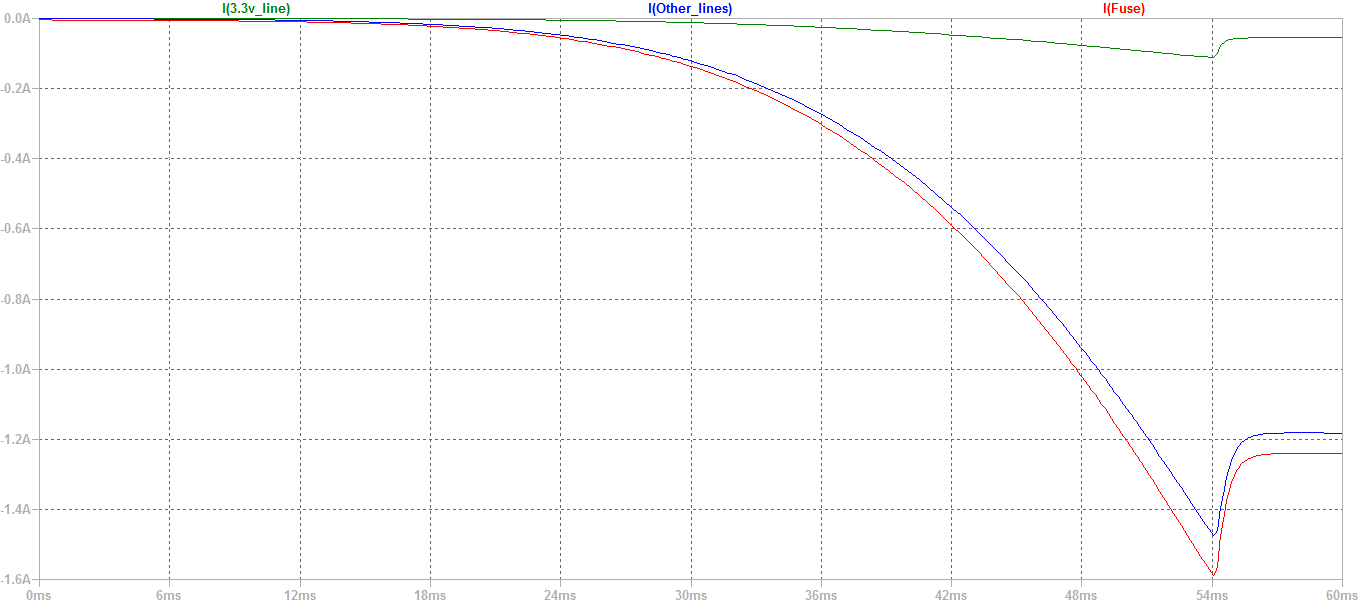 I(3.3v_line) I(Other_lines) I(Fuse)
0.0A
-0.2A
-0.4A
-0.6A
-0.8A
-1.0A
-1.2A
-1.4A
-1.6A
0ms 6ms 12ms 18ms 24ms 30ms 36ms 42ms 48ms 54ms 60ms